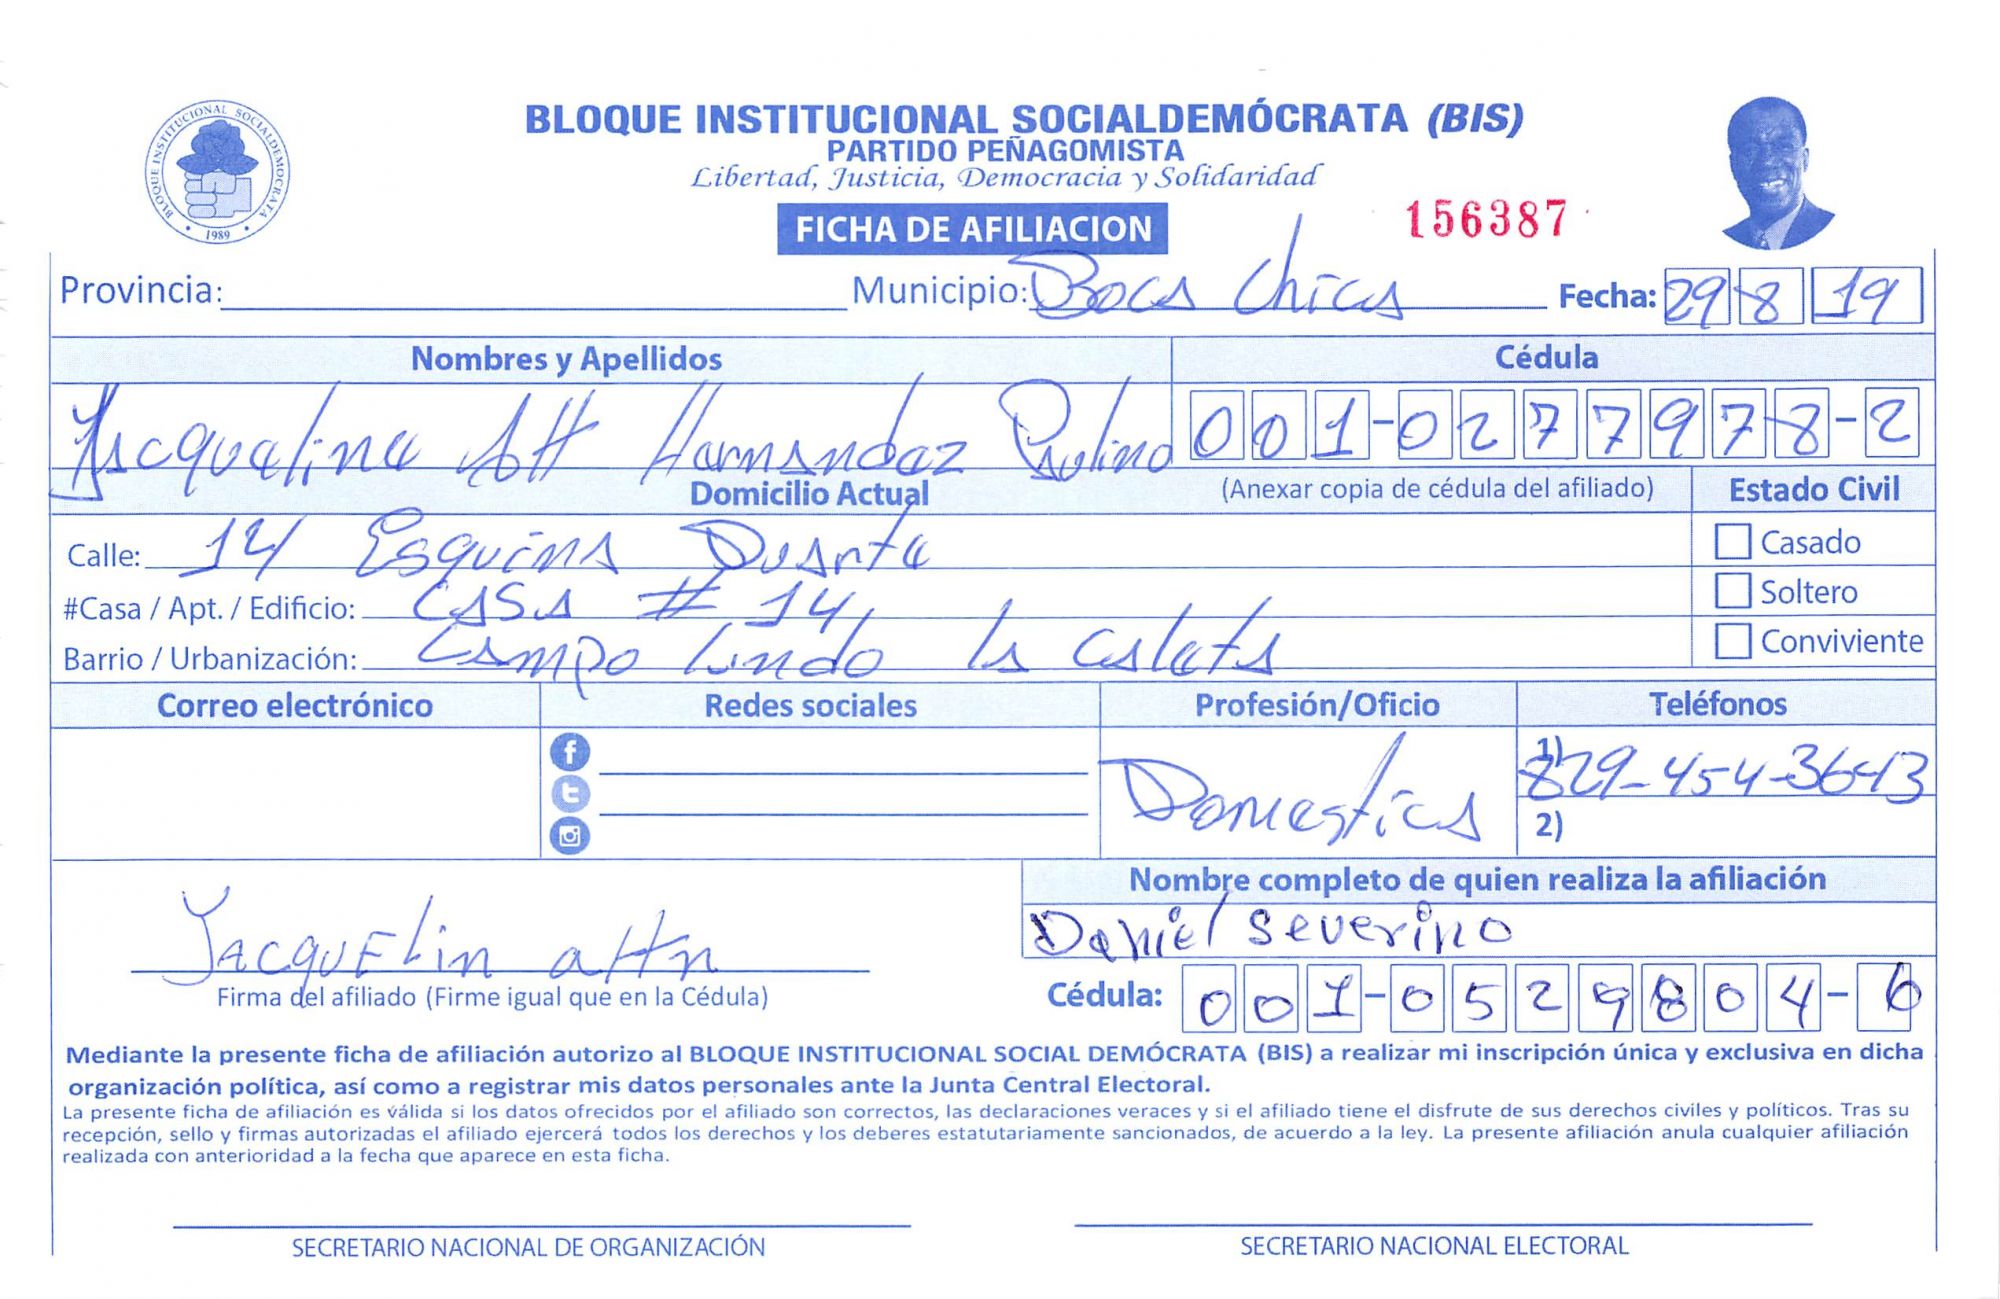 BLOQUE INSTITUCIONAL SOCIALDEMÓCRATA (BIS)
PARTIDO PEÑAGOMISTA
Libertad, Justicia, Democracia y Solidaridad
BLOQUE INSTITUCIONAL SOCIALDEMOCRATA
1989
FICHA DE AFILIACION
156387
Provincia: Municipio: Boca Chica Fecha: 29 8 19
Nombres y Apellidos Cédula
Jacqueline Hernandez Paulino 001-0277978-2
Domicilio Actual (Anexar copia de cédula del afiliado) Estado Civil
Calle: 14 Esquina Duarte Casado
#Casa / Apt. / Edificio: CASA # 14 Soltero
Barrio / Urbanización: Campo Lindo la Caleta Conviviente
Correo electrónico Redes sociales Profesión/Oficio Teléfonos
Domestica 1) 829-454-3643
2)
Nombre completo de quien realiza la afiliación
Daniel Severino
JacquElin
Firma del afiliado (Firme igual que en la Cédula) Cédula: 001-0529804-6
Mediante la presente ficha de afiliación autorizo al BLOQUE INSTITUCIONAL SOCIAL DEMÓCRATA (BIS) a realizar mi inscripción única y exclusiva en dicha
organización política, así como a registrar mis datos personales ante la Junta Central Electoral.
La presente ficha de afiliación es válida si los datos ofrecidos por el afiliado son correctos, las declaraciones veraces y si el afiliado tiene el disfrute de sus derechos civiles y políticos. Tras su
recepción, sello y firmas autorizadas el afiliado ejercerá todos los derechos y los deberes estatutariamente sancionados, de acuerdo a la ley. La presente afiliación anula cualquier afiliación
realizada con anterioridad a la fecha que aparece en esta ficha.
SECRETARIO NACIONAL DE ORGANIZACIÓN SECRETARIO NACIONAL ELECTORAL